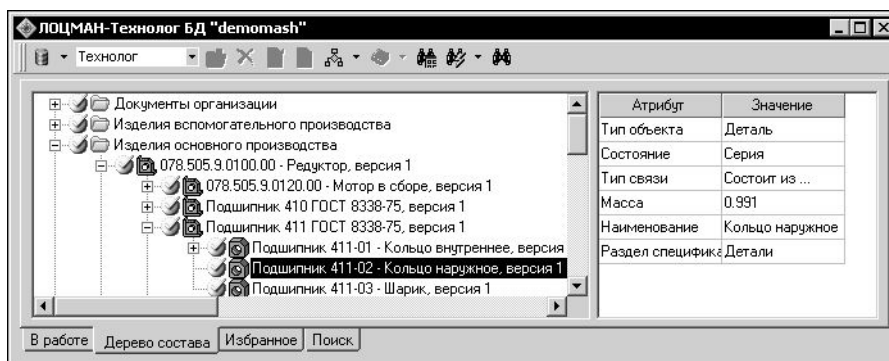 ЛОЦМАН-Технолог БД "demomash"
Технолог
Документы организации
Изделия вспомогательного производства
Изделия основного производства
078.505.9.0100.00 - Редуктор, версия 1
078.505.9.0120.00 - Мотор в сборе, версия 1
Подшипник 410 ГОСТ 8338-75, версия 1
Подшипник 411 ГОСТ 8338-75, версия 1
Подшипник 411-01 - Кольцо внутреннее, версия
Подшипник 411-02 - Кольцо наружное, версия 1
Подшипник 411-03 - Шарик, версия 1
Атрибут Значение
Тип объекта Деталь
Состояние Серия
Тип связи Состоит из ...
Масса 0.991
Наименование Кольцо наружное
Раздел специфика Детали
В работе Дерево состава Избранное Поиск